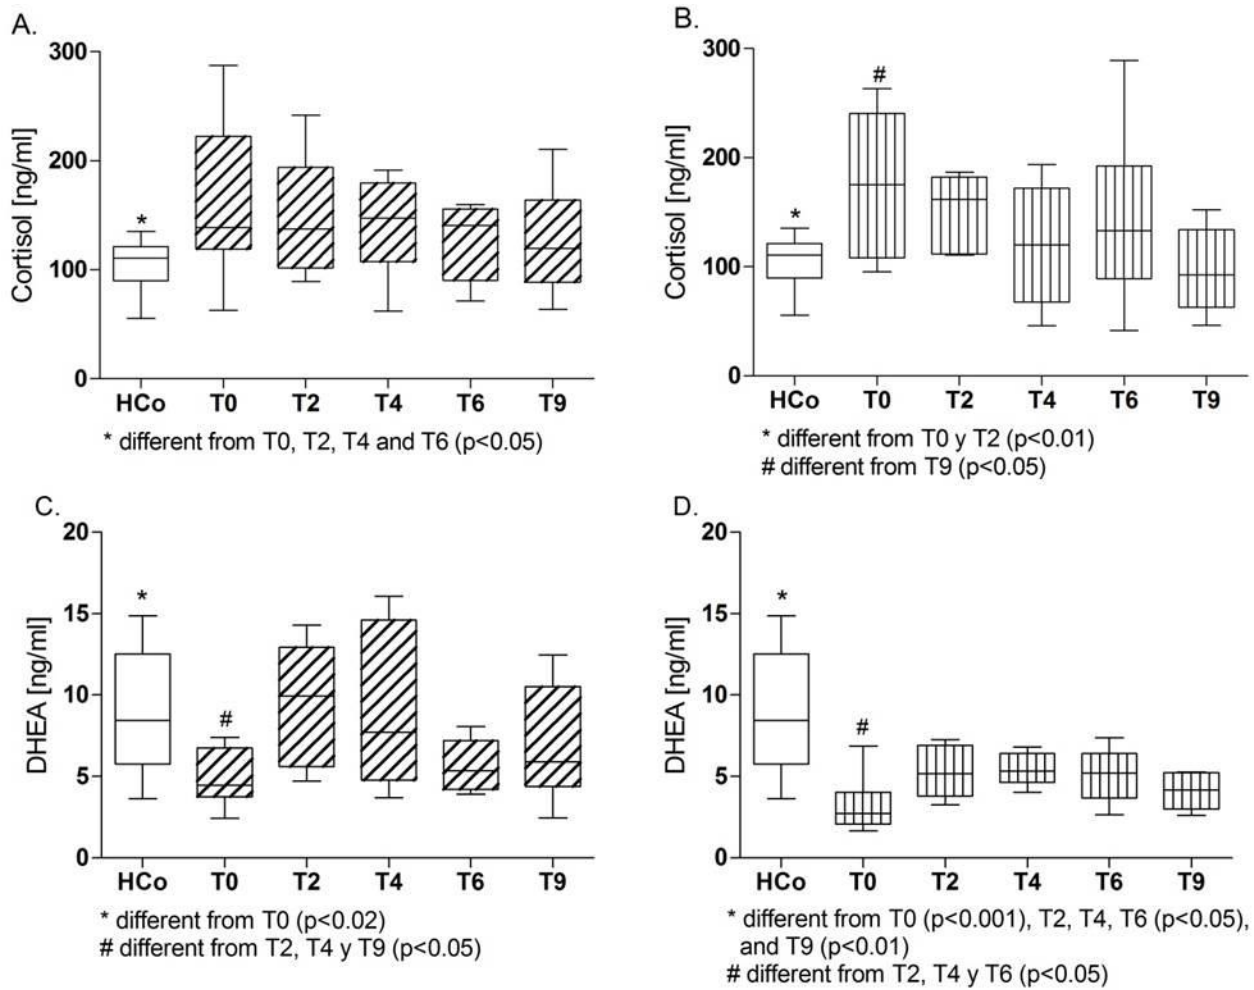 A.
300
200
100
0
Cortisol [ng/ml]
*
HCo T0 T2 T4 T6 T9
* different from T0, T2, T4 and T6 (p<0.05)
B.
300
200
100
0
Cortisol [ng/ml]
*
#
HCo T0 T2 T4 T6 T9
* different from T0 y T2 (p<0.01)
# different from T9 (p<0.05)
C.
20
15
10
5
0
DHEA [ng/ml]
*
#
HCo T0 T2 T4 T6 T9
* different from T0 (p<0.02)
# different from T2, T4 y T9 (p<0.05)
D.
20
15
10
5
0
DHEA [ng/ml]
*
#
HCo T0 T2 T4 T6 T9
* different from T0 (p<0.001), T2, T4, T6 (p<0.05),
and T9 (p<0.01)
# different from T2, T4 y T6 (p<0.05)